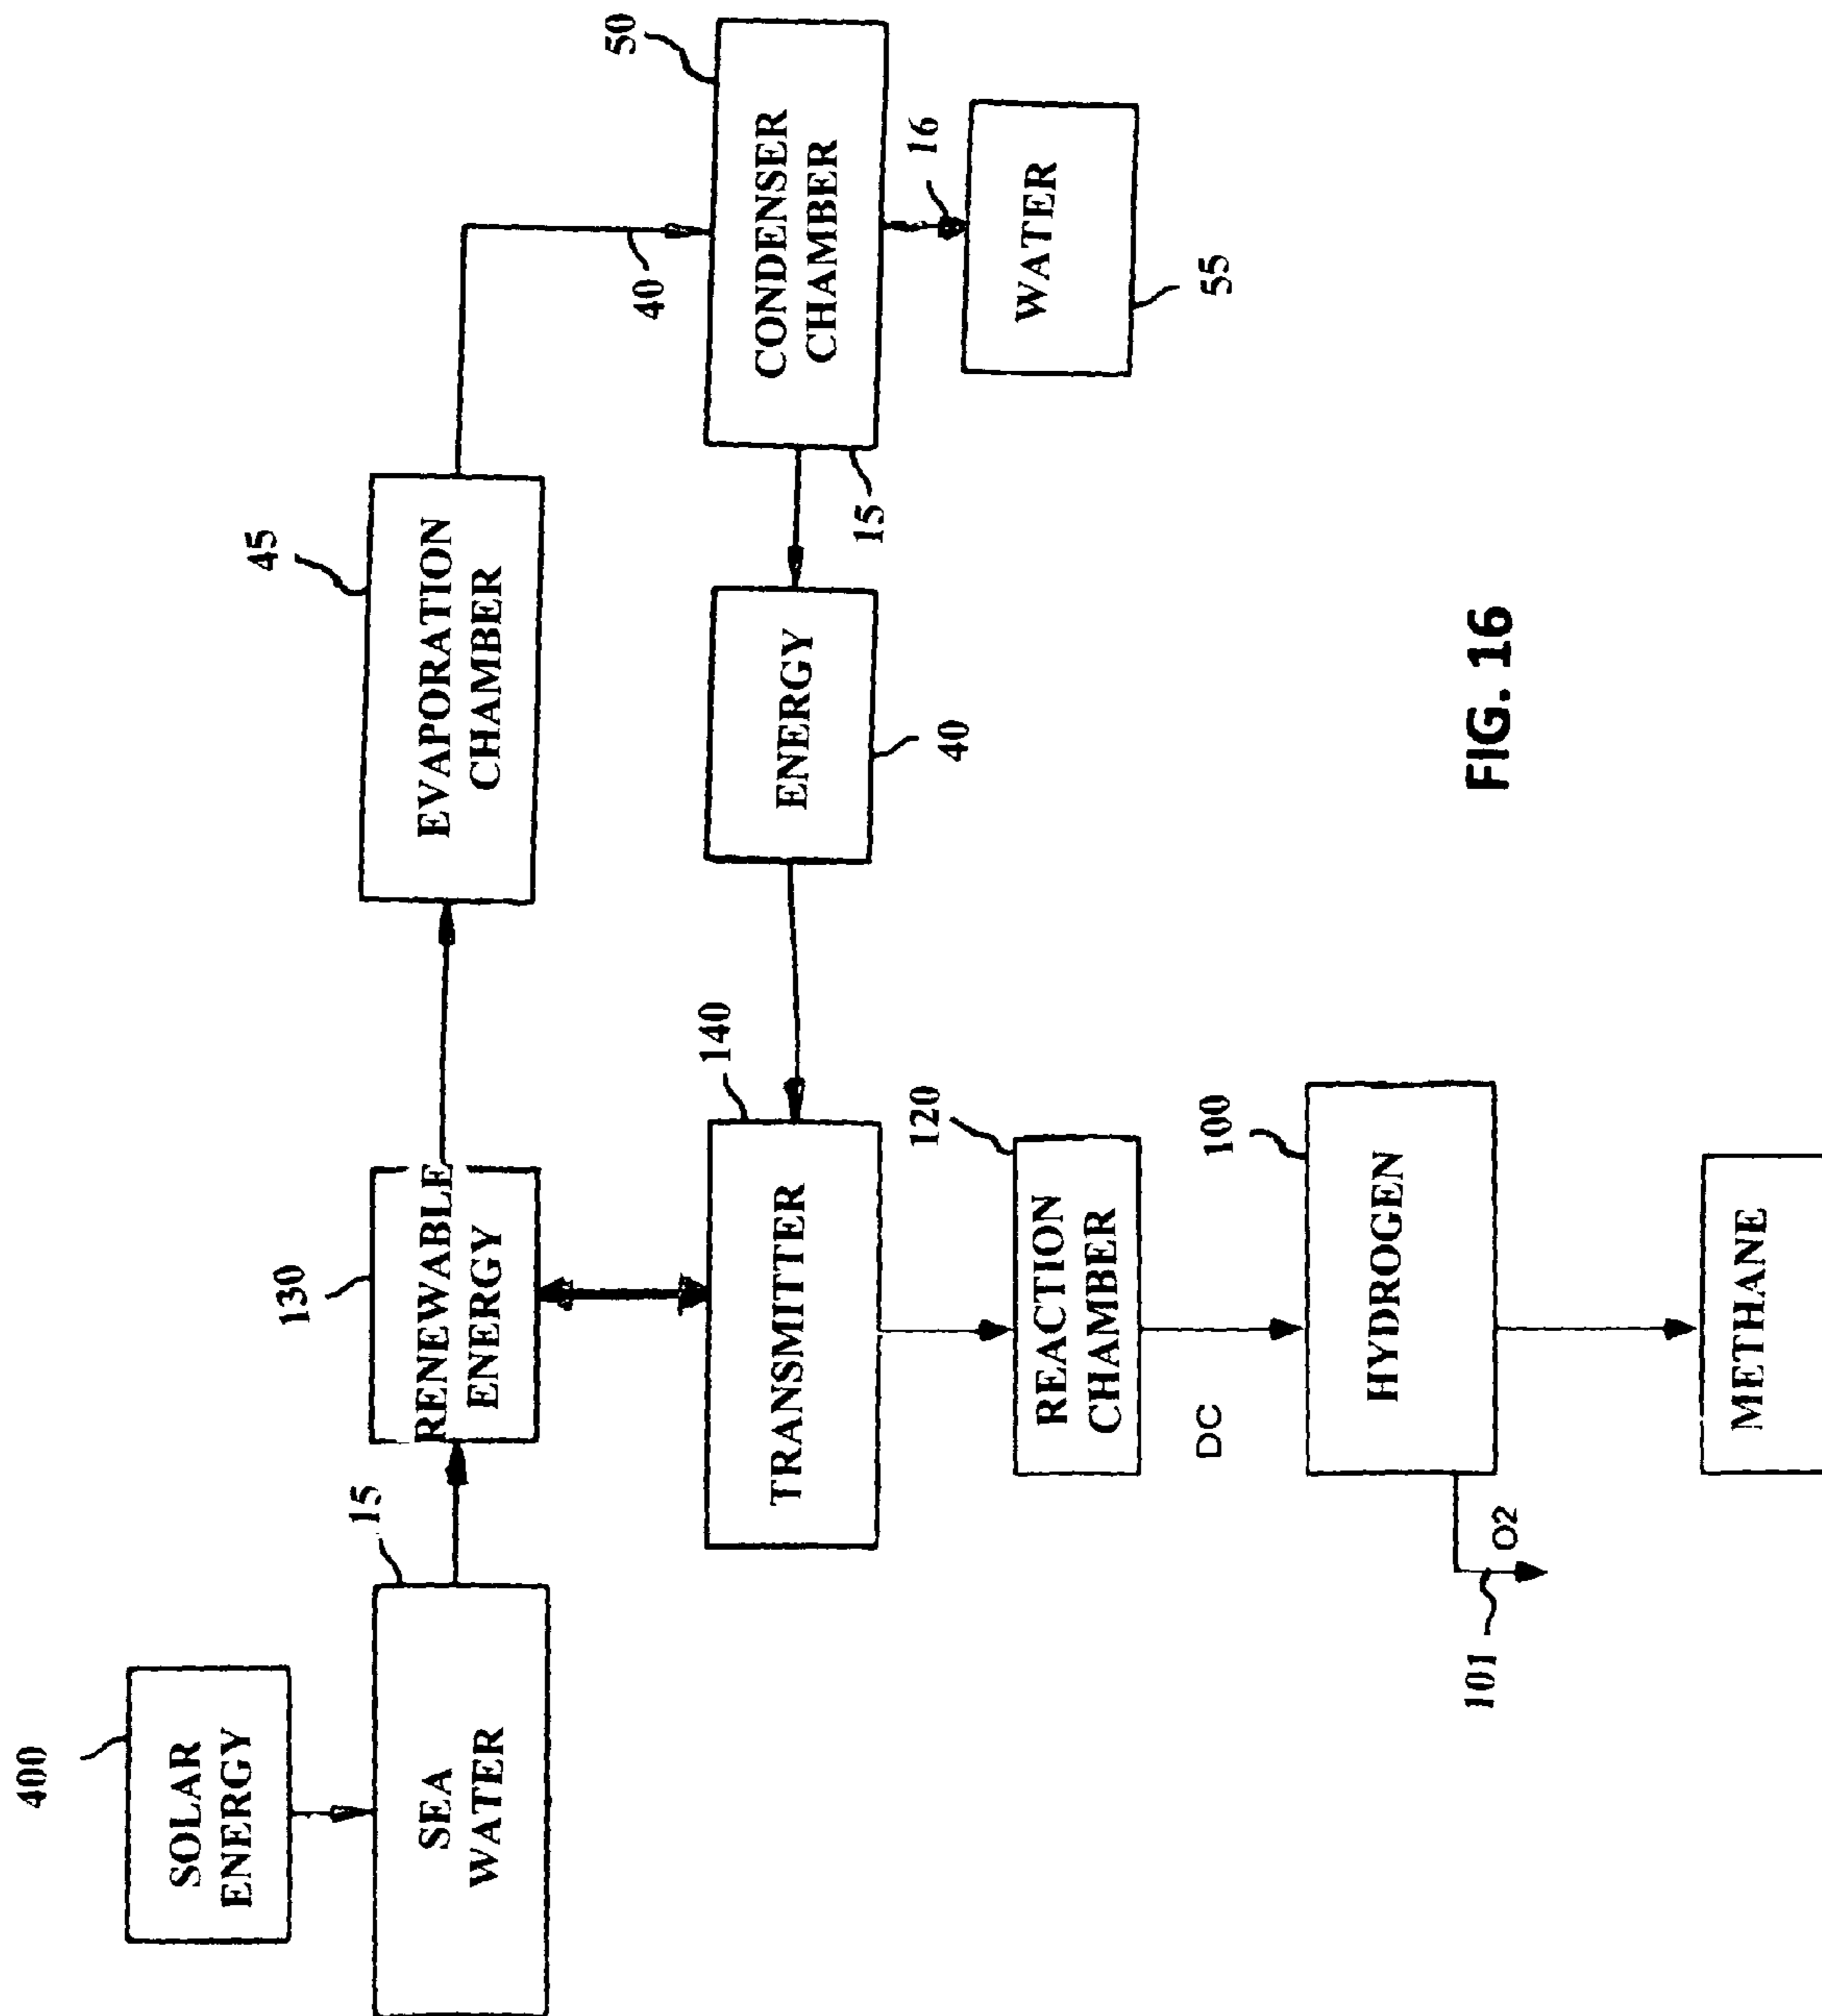 400
SOLAR
ENERGY
SEA
WATER
15
130
RENEWABLE
ENERGY
45
EVAPORATION
CHAMBER
40
50
CONDENSER
CHAMBER
15
16
WATER
55
ENERGY
40
140
TRANSMITTER
120
REACTION
CHAMBER
DC
100
HYDROGEN
101
O2
METHANE
FIG. 16